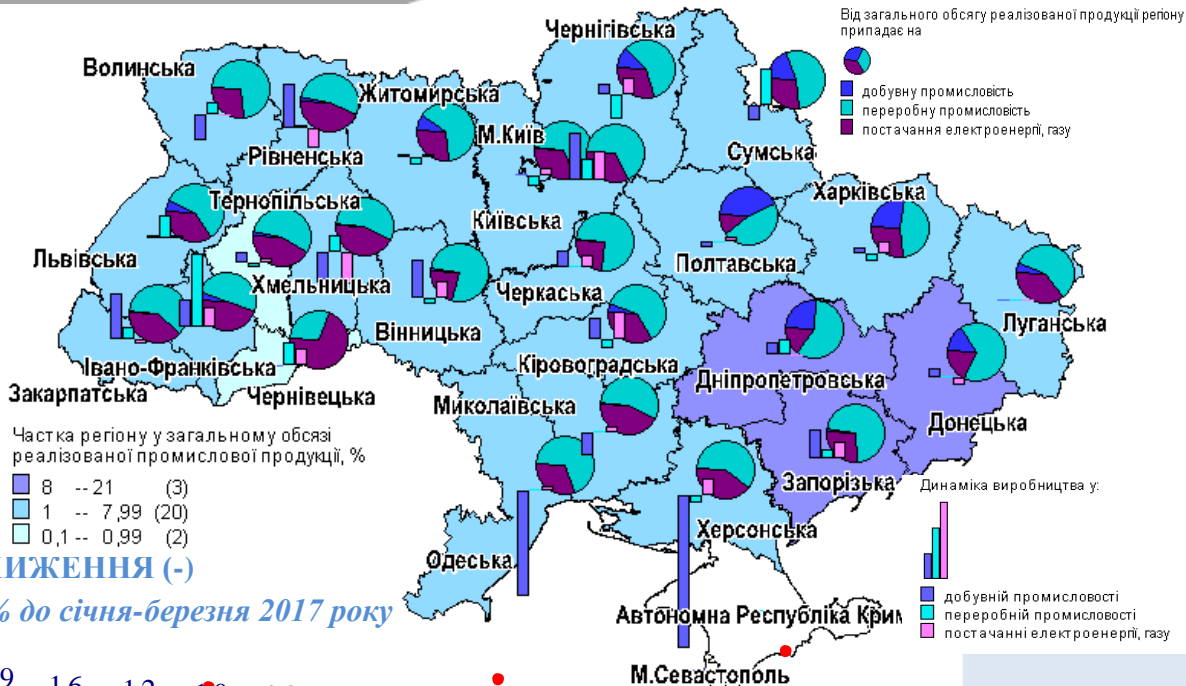 Від загального обсягу реалізованої продукції регіону
припадає на
добувну промисловість
переробну промисловість
постачання електроенергії, газу
Чернігівська
Волинська
Житомирська
М.Київ
Сумська
Рівненська
Харківська
Тернопільська
Київська
Львівська
Полтавська
Хмельницька
Черкаська
Вінницька
Луганська
Івано-Франківська
Кіровоградська
Дніпропетровська
Закарпатська
Чернівецька
Миколаївська
Донецька
Частка регіону у загальному обсязі
реалізованої промислової продукції, %
8 -- 21 (3)
1 -- 7,99 (20)
0,1 -- 0,99 (2)
Запорізька
Херсонська
Одеська
Динаміка виробництва у:
добувній промисловості
переробній промисловості
постачанні електроенергії, газу
ИЖЕННЯ (-)
% до січня-березня 2017 року
Автономна Республіка Крим
М.Севастополь